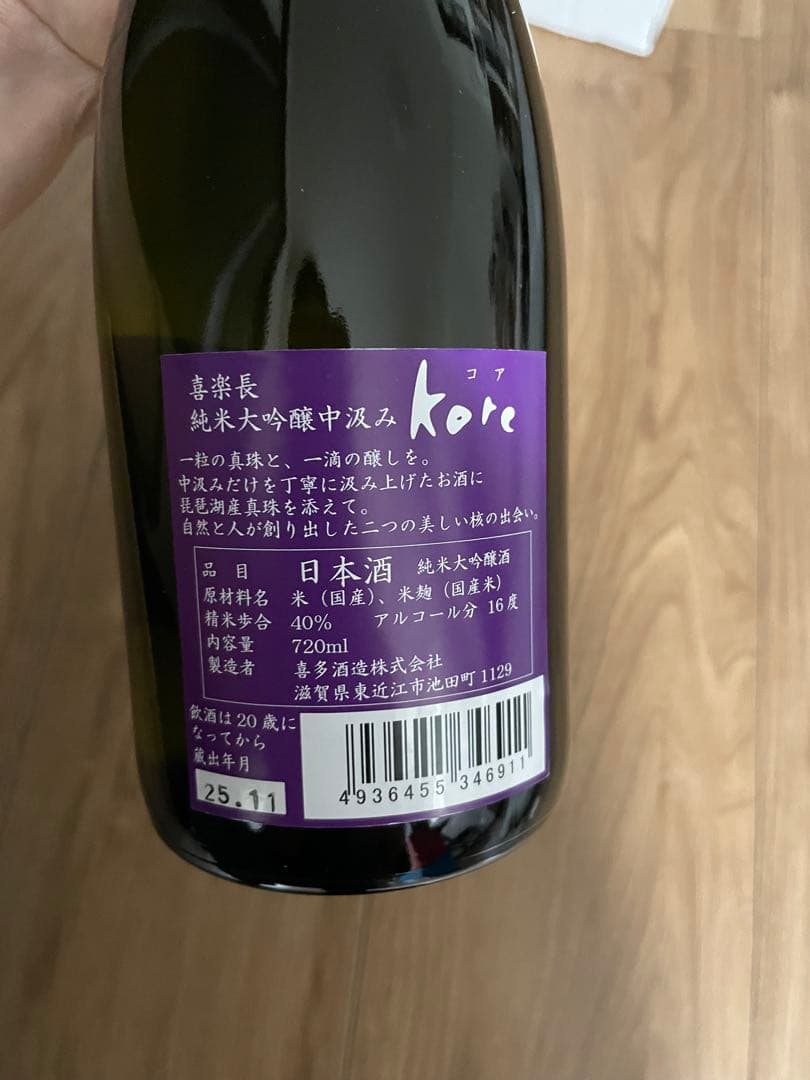 喜楽長
純米大吟醸中汲み
コア
kore
一粒の真珠と、一滴の醸しを。
中汲みだけを丁寧に汲み上げたお酒に
琵琶湖産真珠を添えて。
自然と人が創り出した二つの美しい核の出会い。
品目 日本酒 純米大吟醸酒
原材料名 米（国産）、米麹（国産米）
精米歩合 40% アルコール分 16度
内容量 720ml
製造者 喜多酒造株式会社
滋賀県東近江市池田町1129
飲酒は20歳に
なってから
蔵出年月
25.11
4936455 346911